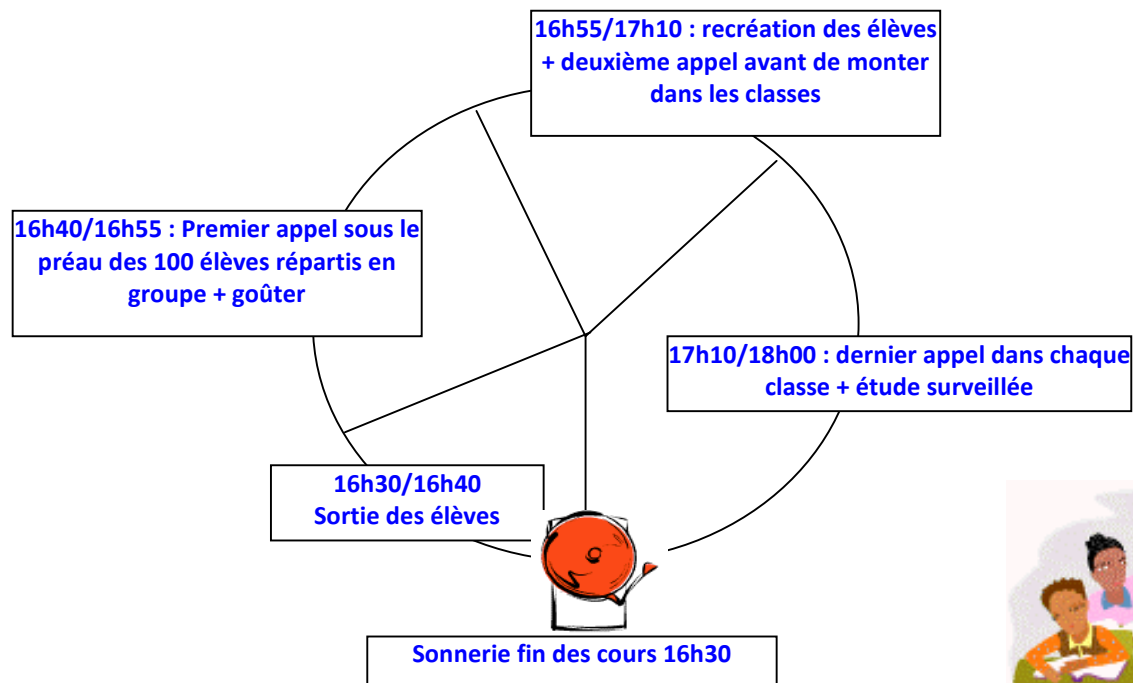 16h55/17h10 : recréation des élèves
+ deuxième appel avant de monter
dans les classes
16h40/16h55 : Premier appel sous le
préau des 100 élèves répartis en
groupe + goûter
17h10/18h00 : dernier appel dans chaque
classe + étude surveillée
16h30/16h40
Sortie des élèves
Sonnerie fin des cours 16h30